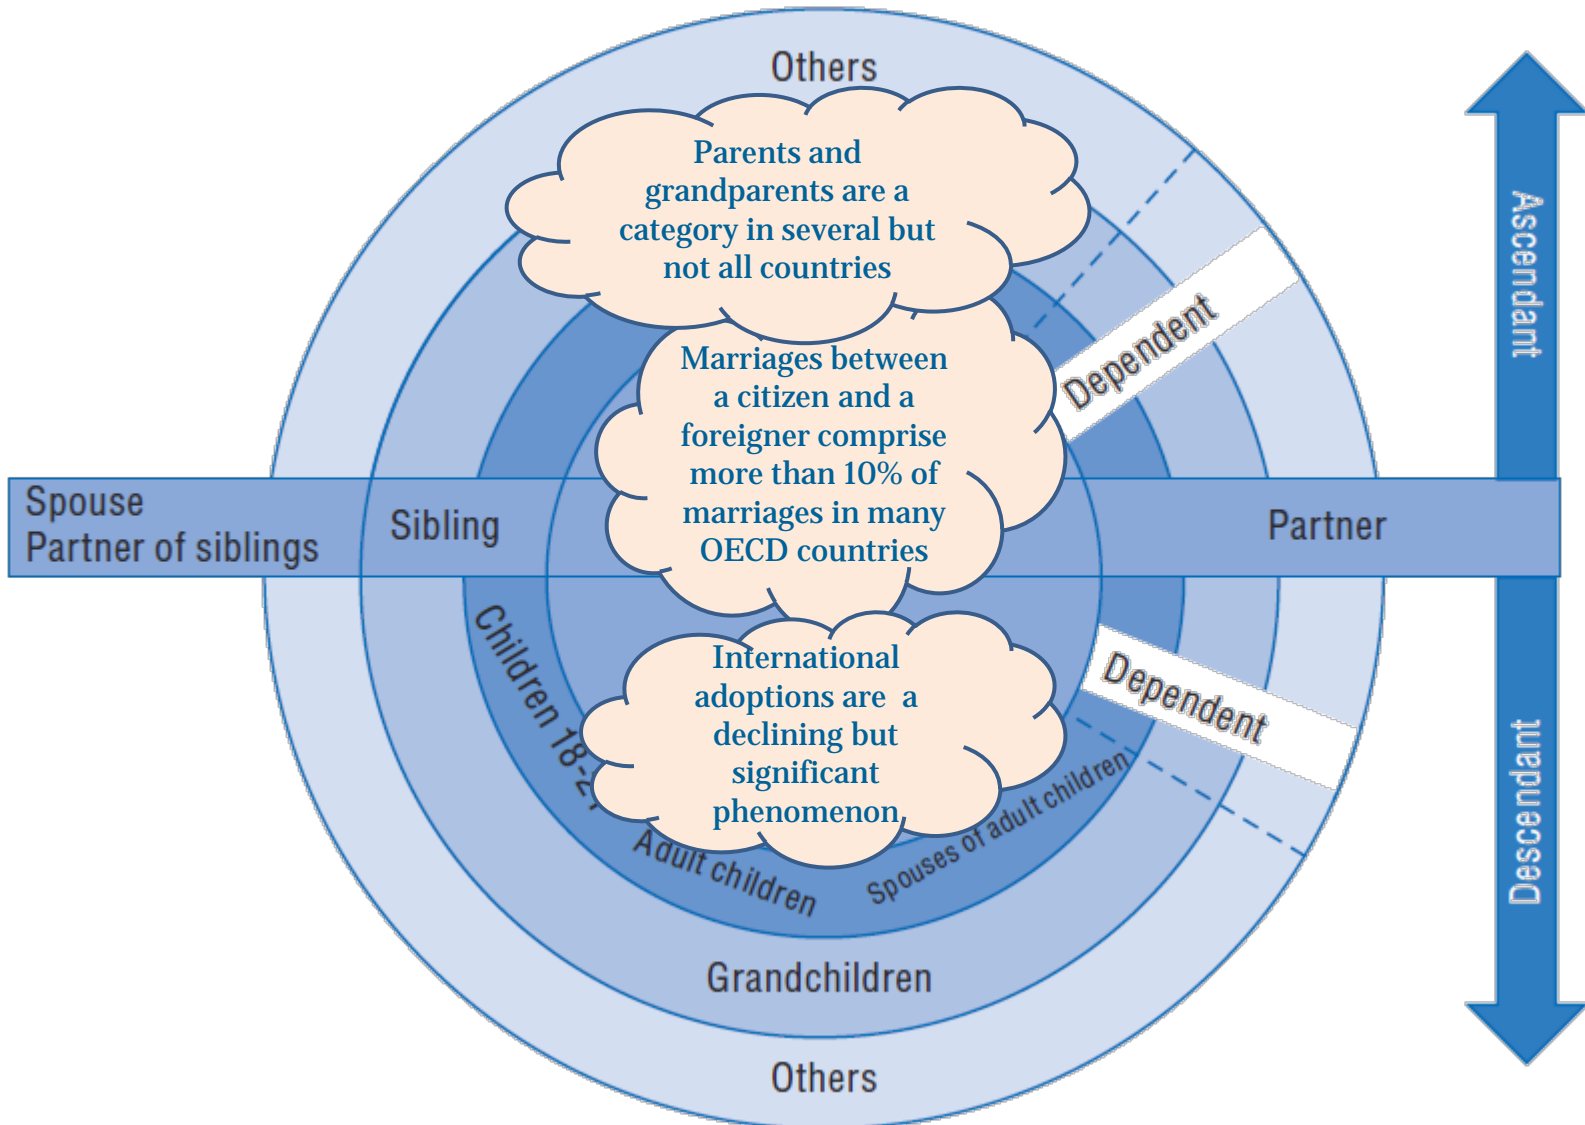 Others
Parents and
grandparents are a
category in several but
not all countries
Ascendant
Dependent
Marriages between
a citizen and a
foreigner comprise
more than 10% of
marriages in many
OECD countries
Spouse
Partner of siblings
Sibling
Partner
Children 18-2
International
adoptions are a
declining but
significant
phenomenon
Dependent
Descendant
Adult children
Spouses of adult children
Grandchildren
Others